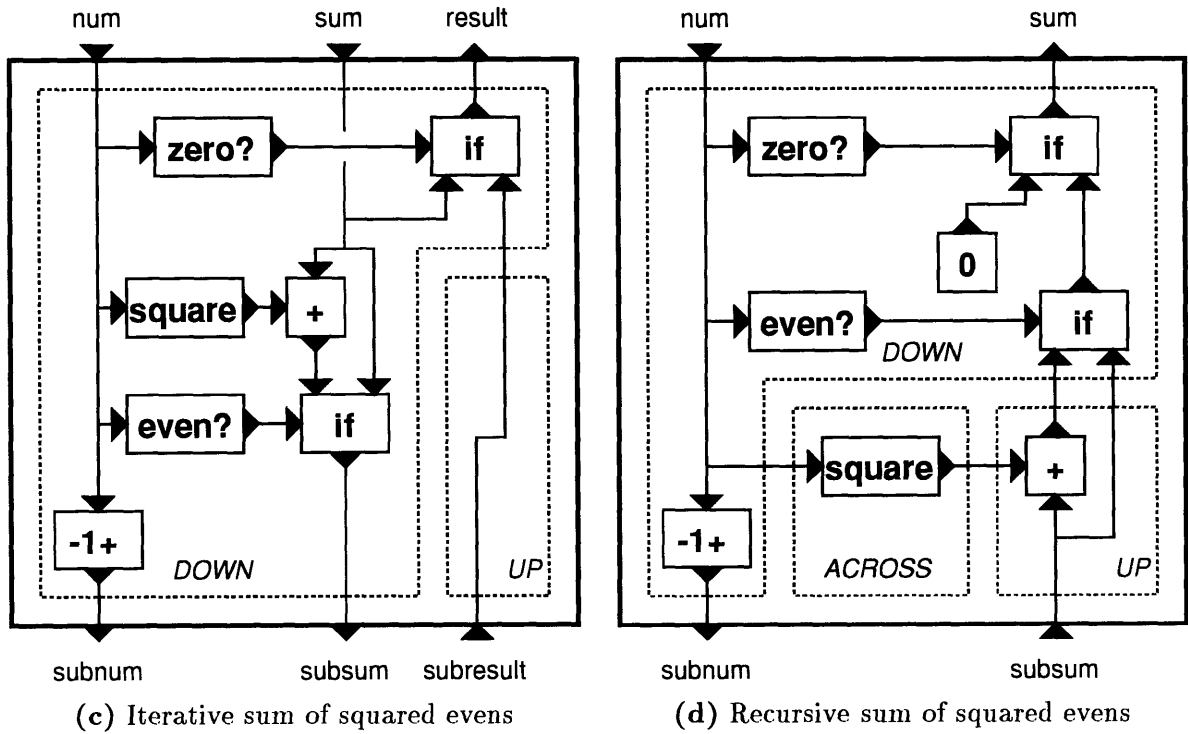 num sum result
zero? if
square +
even? if
-1+
DOWN UP
subnum subsum subresult
(c) Iterative sum of squared evens
num sum
zero? if
0
even? if
DOWN
square +
-1+
ACROSS UP
subnum subsum
(d) Recursive sum of squared evens